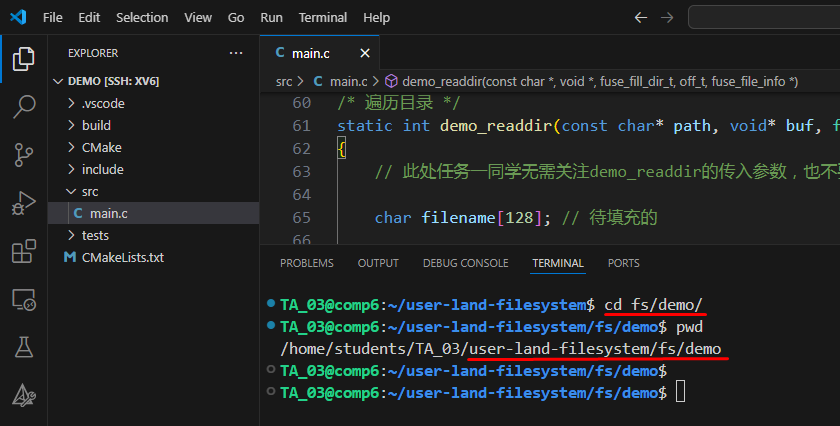 File Edit Selection View Go Run Terminal Help
EXPLORER
DEMO [SSH: XV6]
.vscode
build
CMake
include
src
C main.c
tests
M CMakeLists.txt
C main.c
src > C main.c > demo_readdir(const char *, void *, fuse_fill_dir_t, off_t, fuse_file_info *)
60 /* 遍历目录 */
61 static int demo_readdir(const char* path, void* buf, f
62 {
63 // 此处任务一同学无需关注demo_readdir的传入参数，也不
64
65 char filename[128]; // 待填充的
66
PROBLEMS OUTPUT DEBUG CONSOLE TERMINAL PORTS
TA_03@comp6:~/user-land-filesystem$ cd fs/demo/
TA_03@comp6:~/user-land-filesystem/fs/demo$ pwd
/home/students/TA_03/user-land-filesystem/fs/demo
TA_03@comp6:~/user-land-filesystem/fs/demo$
TA_03@comp6:~/user-land-filesystem/fs/demo$